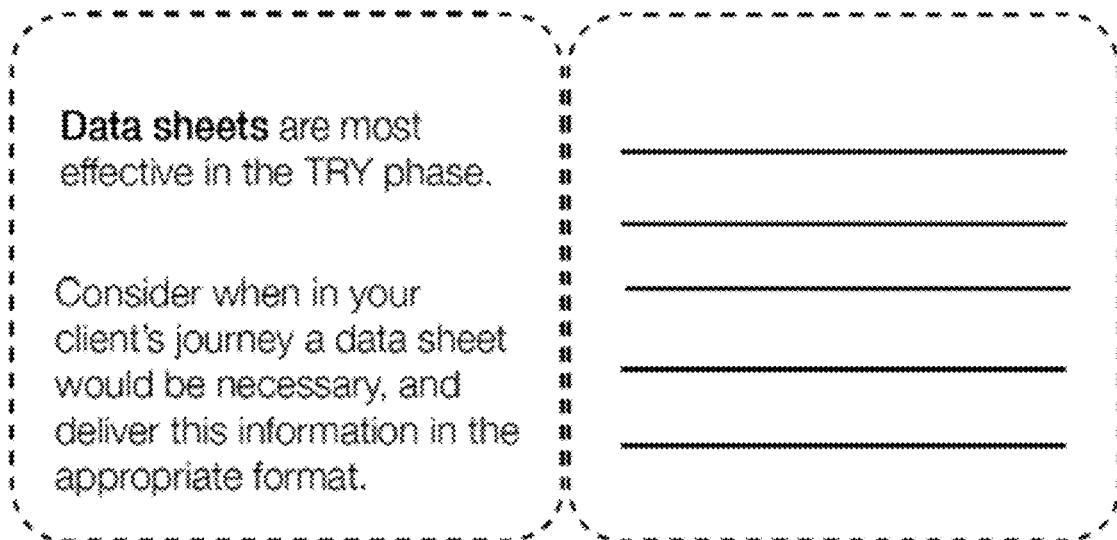 Data sheets are most
effective in the TRY phase.
Consider when in your
client's journey a data sheet
would be necessary, and
deliver this information in the
appropriate format.